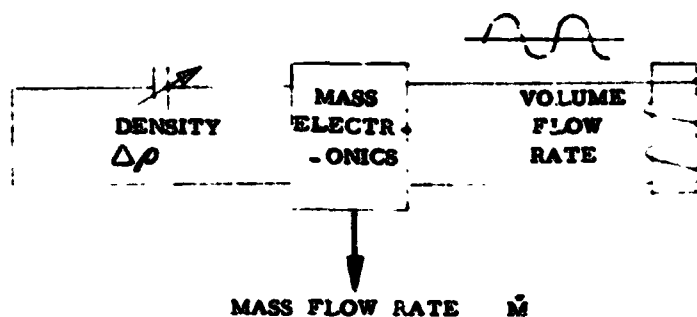 DENSITY
Δρ
MASS
ELECTR
-ONICS
VOLUME
FLOW
RATE
MASS FLOW RATE Ṁ